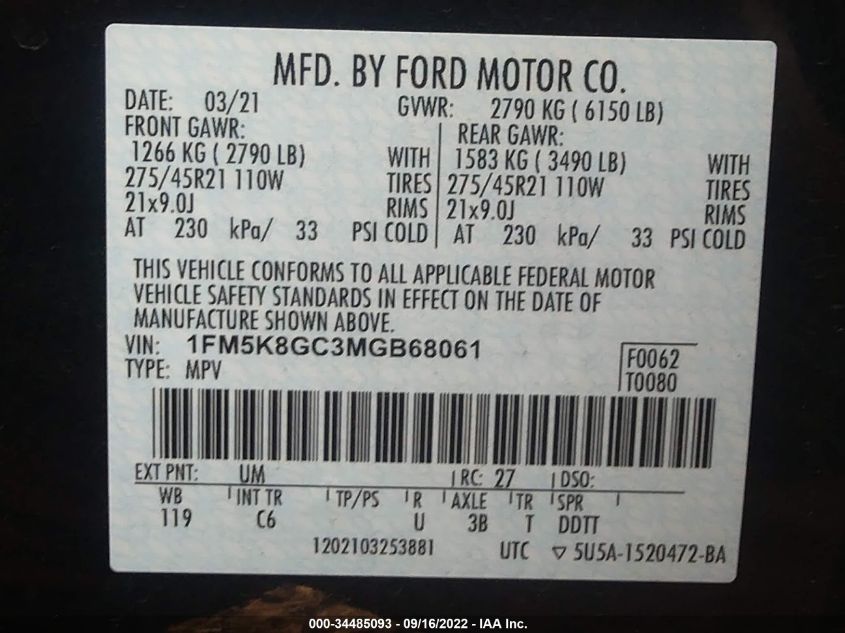 MFD. BY FORD MOTOR CO.
DATE: 03/21 GVWR: 2790 KG ( 6150 LB)
FRONT GAWR: REAR GAWR:
1266 KG ( 2790 LB) WITH 1583 KG ( 3490 LB) WITH
275/45R21 110W TIRES 275/45R21 110W TIRES
21x9.0J RIMS 21x9.0J RIMS
AT 230 kPa/ 33 PSI COLD AT 230 kPa/ 33 PSI COLD
THIS VEHICLE CONFORMS TO ALL APPLICABLE FEDERAL MOTOR
VEHICLE SAFETY STANDARDS IN EFFECT ON THE DATE OF
MANUFACTURE SHOWN ABOVE.
VIN: 1FM5K8GC3MGB68061 F0062
TYPE: MPV T0080
EXT PNT: UM RC: 27 DSO:
WB INT TR TP/PS R AXLE TR SPR
119 C6 U 3B T DDTT
1202103253881 UTC ▽ 5U5A-1520472-BA
000-34485093 - 09/16/2022 - IAA Inc.